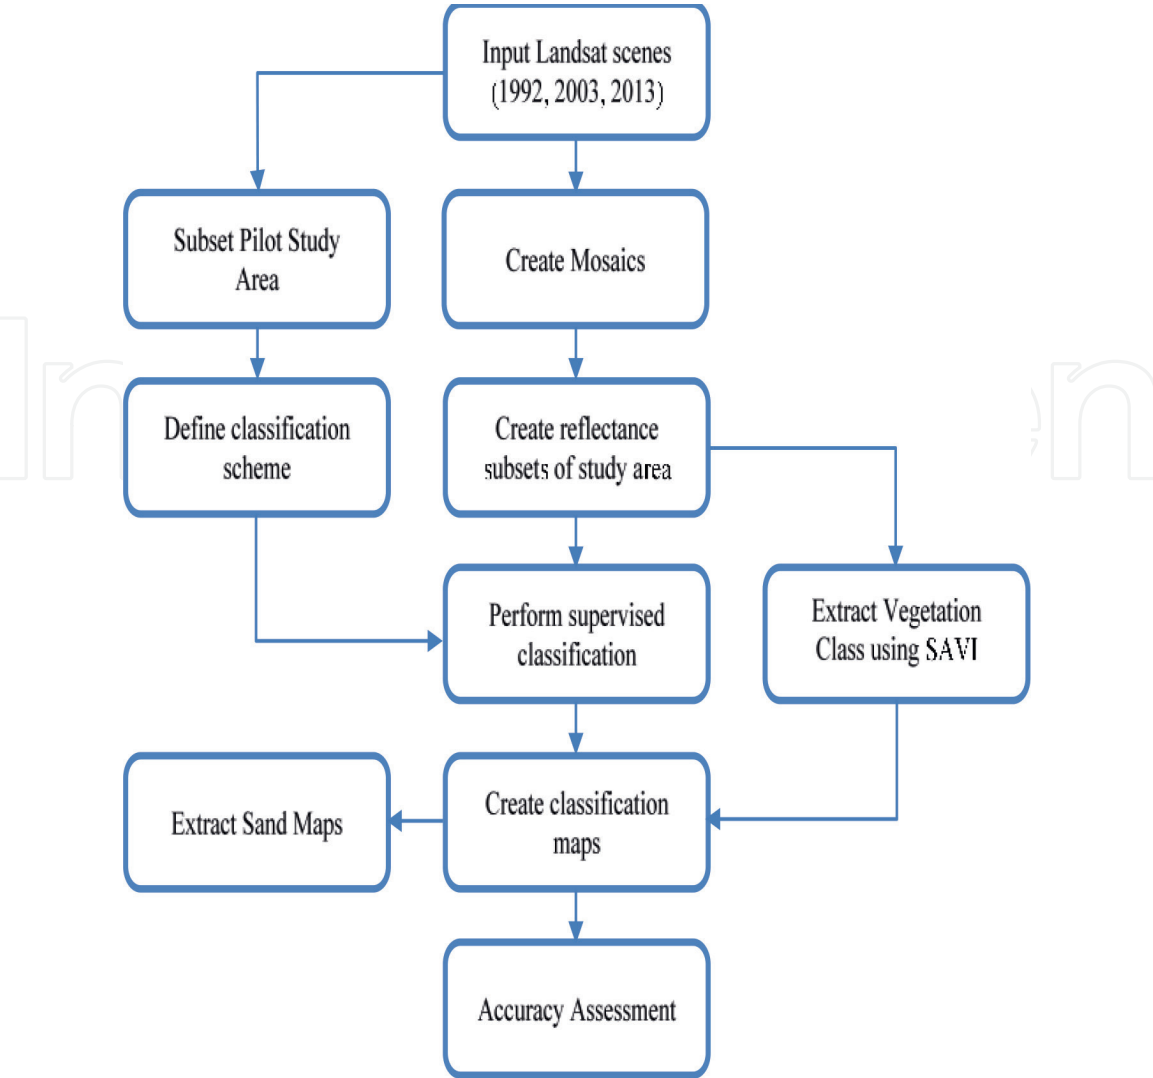 Input Landsat scenes
(1992, 2003, 2013)
Subset Pilot Study
Area
Create Mosaics
Define classification
scheme
Create reflectance
subsets of study area
Perform supervised
classification
Extract Vegetation
Class using SAVI
Extract Sand Maps
Create classification
maps
Accuracy Assessment